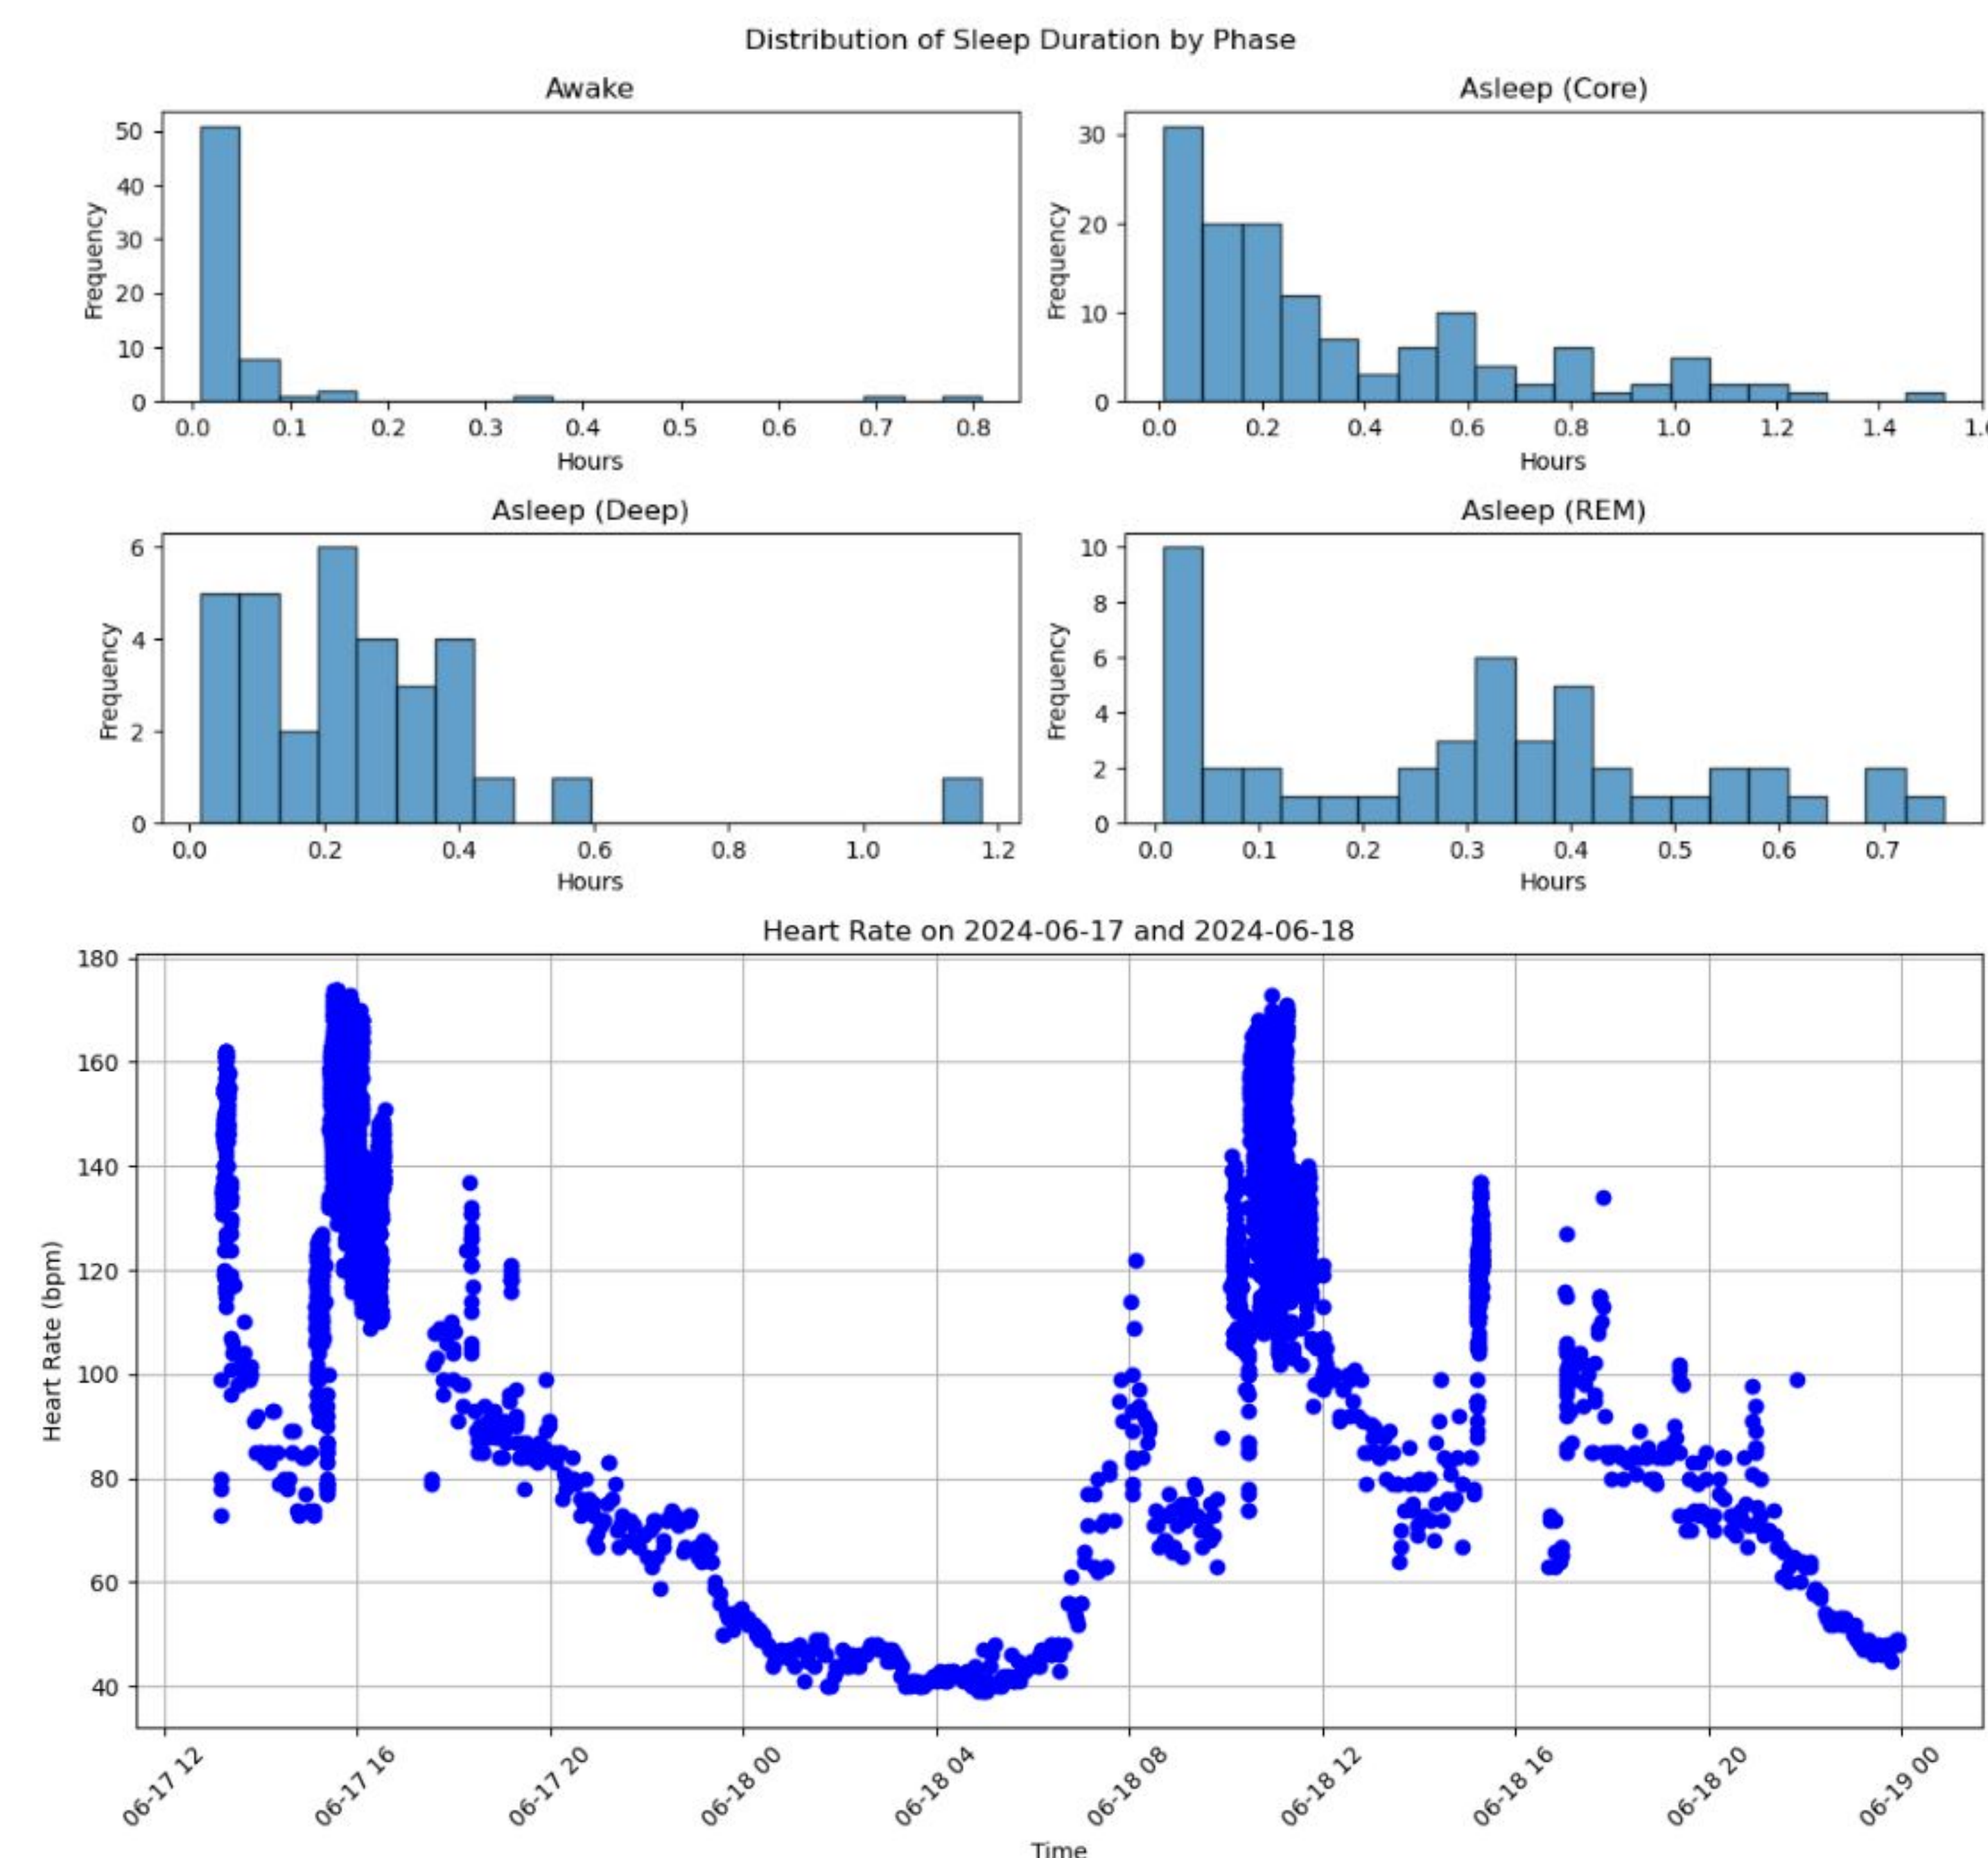 Distribution of Sleep Duration by Phase
Awake
Asleep (Core)
50
40
30
20
10
0
Frequency
0.0 0.1 0.2 0.3 0.4 0.5 0.6 0.7 0.8
Hours
30
20
10
0
Frequency
0.0 0.2 0.4 0.6 0.8 1.0 1.2 1.4
Hours
Asleep (Deep)
Asleep (REM)
6
4
2
0
Frequency
0.0 0.2 0.4 0.6 0.8 1.0 1.2
Hours
10
8
6
4
2
0
Frequency
0.0 0.1 0.2 0.3 0.4 0.5 0.6 0.7
Hours
Heart Rate on 2024-06-17 and 2024-06-18
180
160
140
120
100
80
60
40
Heart Rate (bpm)
06-17 12
06-17 16
06-17 20
06-18 00
06-18 04
06-18 08
06-18 12
06-18 16
06-18 20
06-19 00
Time